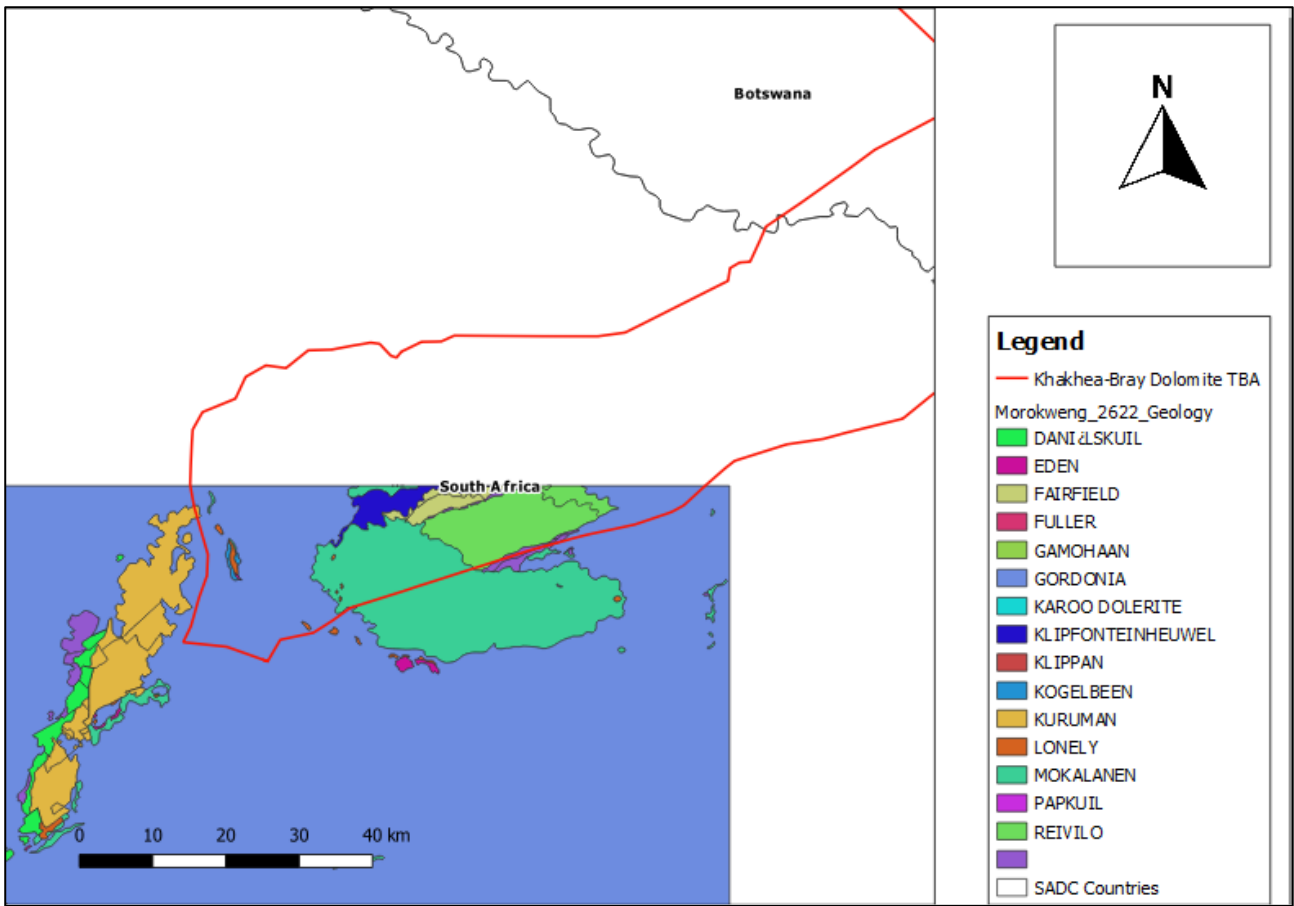 Botswana
N
South-Africa
0 10 20 30 40 km
Legend
Khakhea-Bray Dolomite TBA
Morokweng_2622_Geology
DANI¿LSKUIL
EDEN
FAIRFIELD
FULLER
GAMOHAAN
GORDONIA
KAROO DOLERITE
KLIPFONTEINHEUWEL
KLIPPAN
KOGELBEEN
KURUMAN
LONELY
MOKALANEN
PAPKUIL
REIVILO
SADC Countries